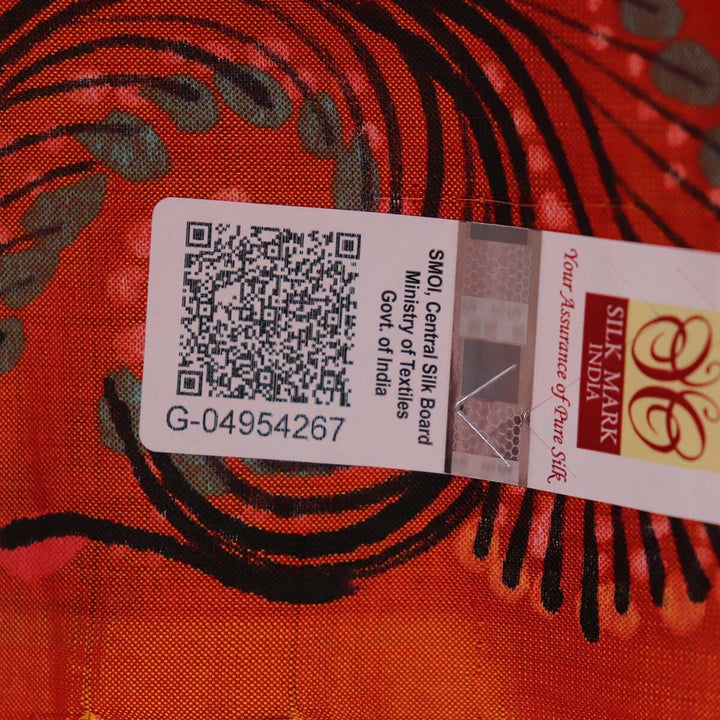 G-04954267
SMOI, Central Silk Board
Ministry of Textiles
Govt. of India
Your Assurance of Pure Silk
SILK MARK
INDIA